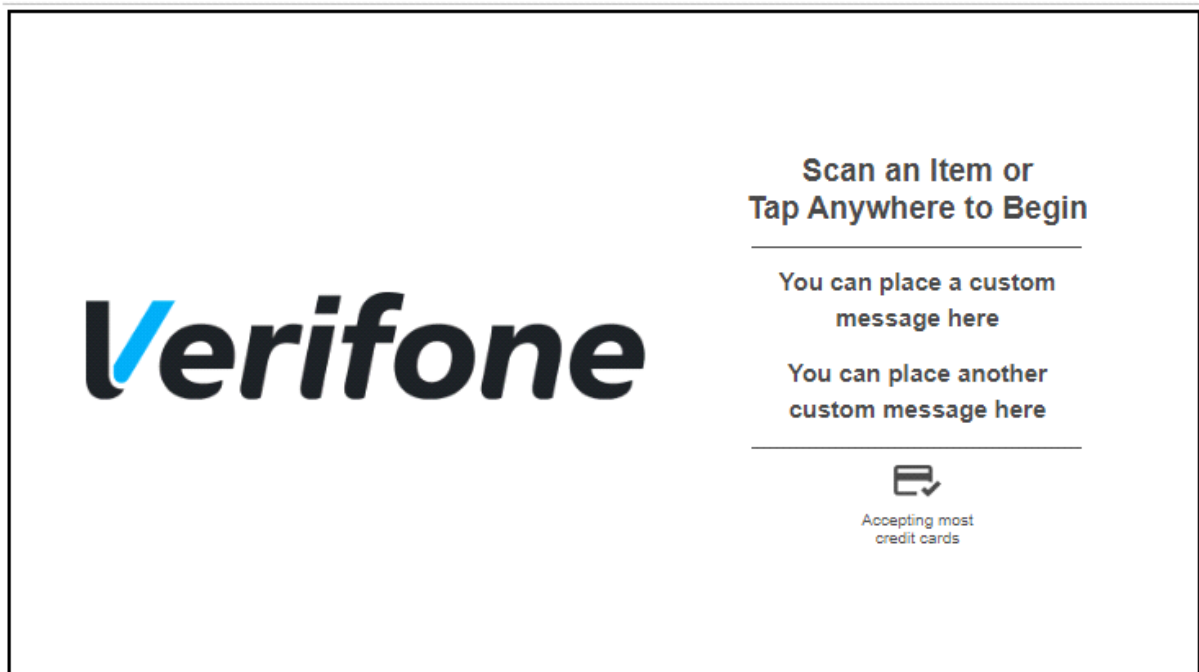 Verifone
Scan an Item or
Tap Anywhere to Begin
You can place a custom
message here
You can place another
custom message here
Accepting most
credit cards